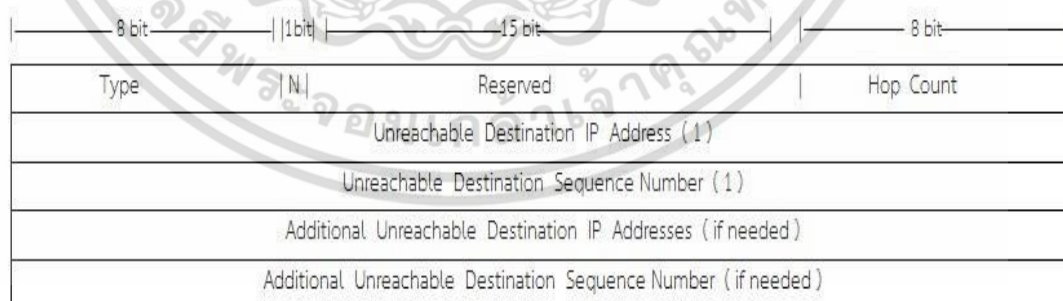 |—8 bit—| |1bit| |—15 bit—| |—8 bit—
Type |N| Reserved | Hop Count
Unreachable Destination IP Address (1)
Unreachable Destination Sequence Number (1)
Additional Unreachable Destination IP Addresses (if needed)
Additional Unreachable Destination Sequence Number (if needed)